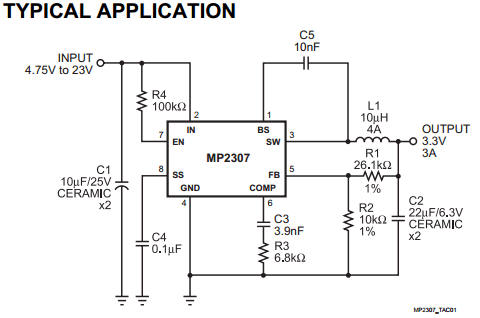 TYPICAL APPLICATION
C5
10nF
INPUT
4.75V to 23V
R4
100kΩ
2
1
IN
BS
L1
10μH
4A
7
EN
SW
3
OUTPUT
3.3V
3A
MP2307
R1
26.1kΩ
1%
8
SS
FB
5
C1
10μF/25V
CERAMIC
x2
GND
COMP
4
6
C2
22μF/6.3V
CERAMIC
x2
R2
10kΩ
1%
C3
3.9nF
C4
0.1μF
R3
6.8kΩ
MP2307_TAC01